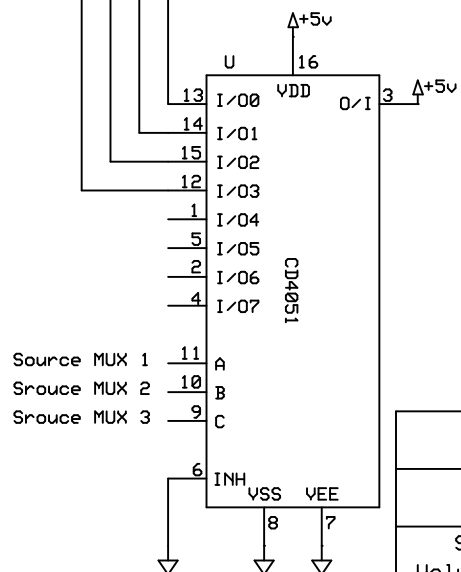 +5v
U 16
VDD
+5v
13 I/O0 O/I 3
14 I/O1
15 I/O2
12 I/O3
1 I/O4
5 I/O5
2 I/O6
4 I/O7
CD4051
Source MUX 1 11 A
Srouce MUX 2 10 B
Srouce MUX 3 9 C
6 INH
VSS VEE
8 7